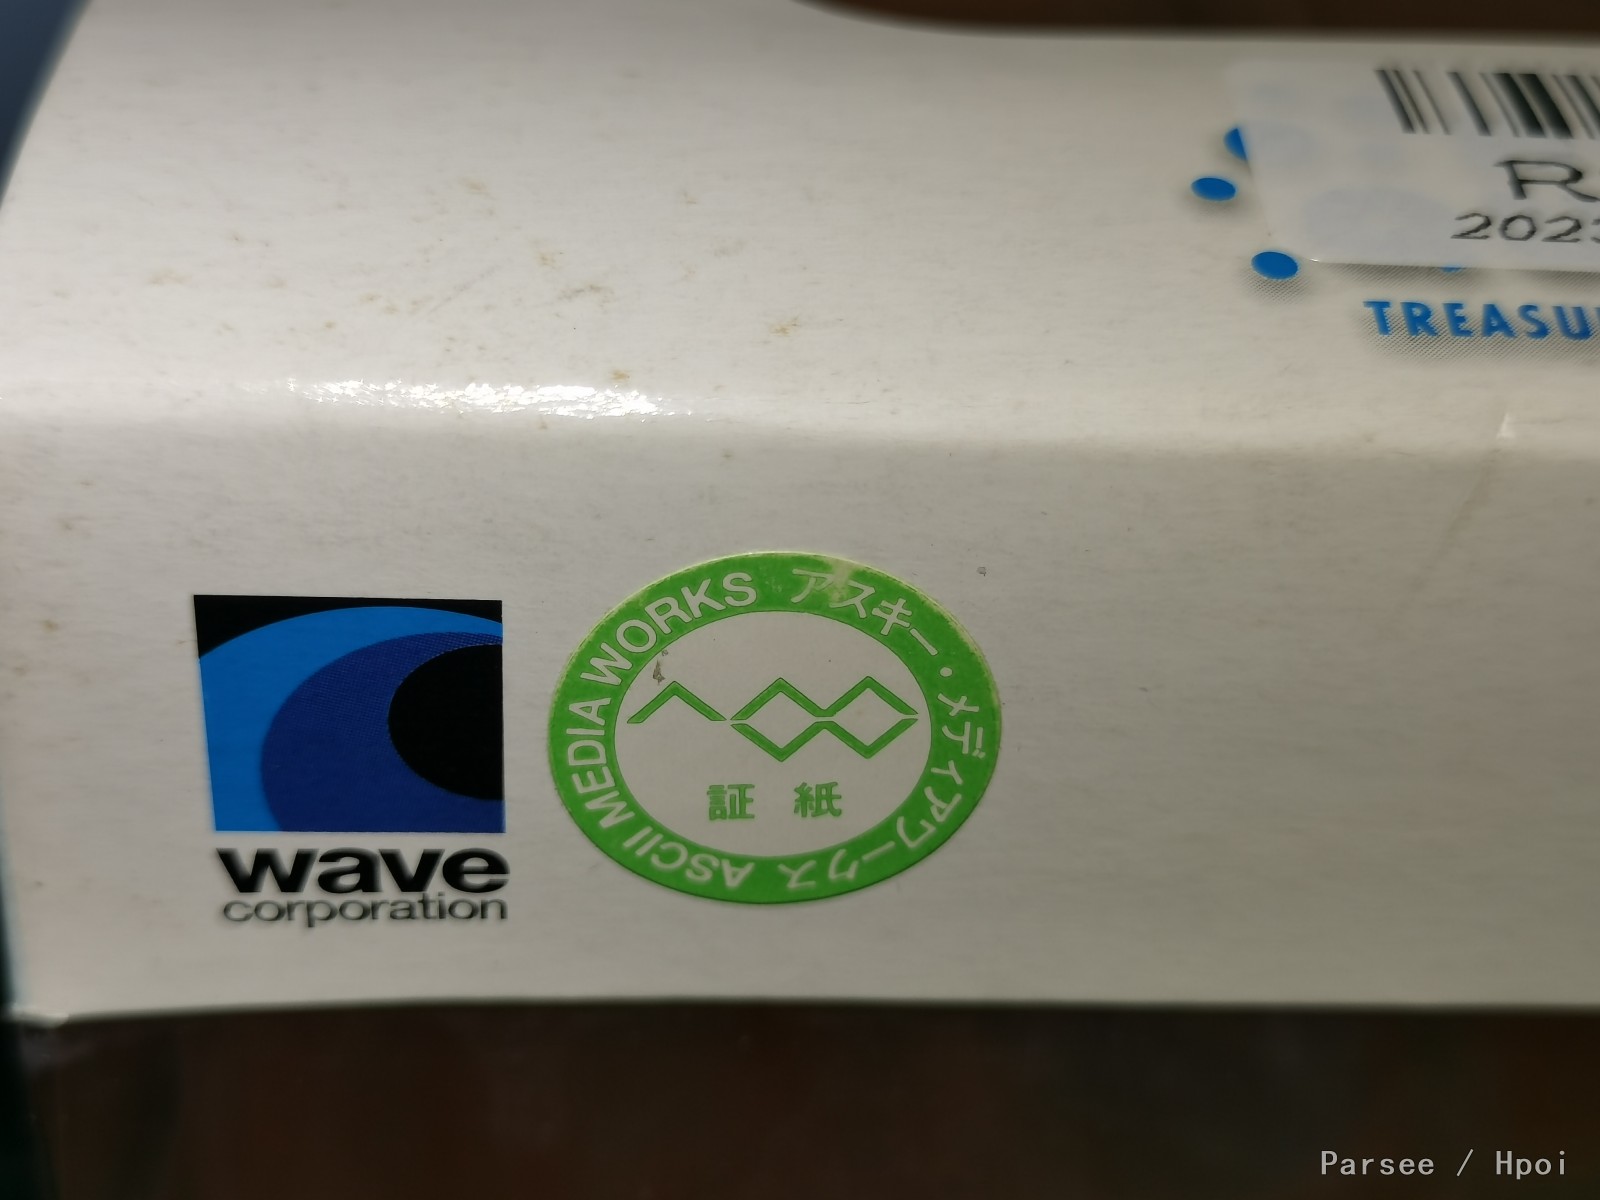 R
202
TREASU
ASCII MEDIA WORKS アスキー・メディアワークス
証 紙
wave
corporation
Parsee / Hpoi